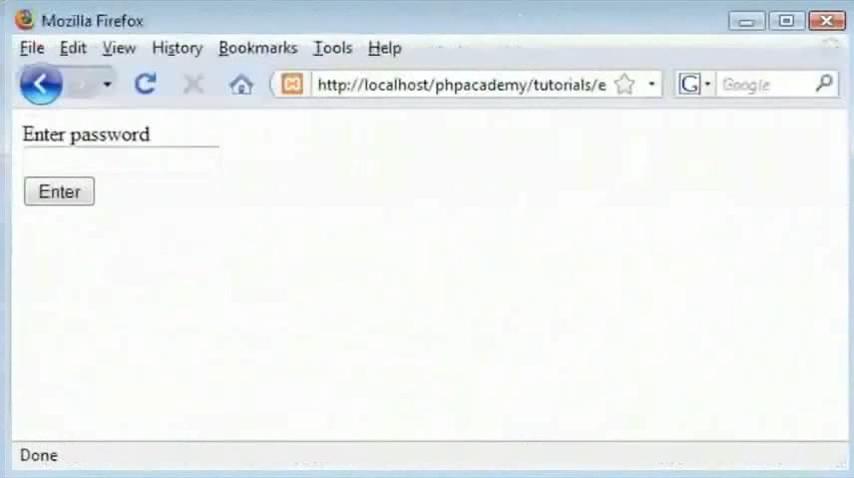 Mozilla Firefox
File Edit View History Bookmarks Tools Help
http://localhost/phpacademy/tutorials/e G Google
Enter password
Enter
Done